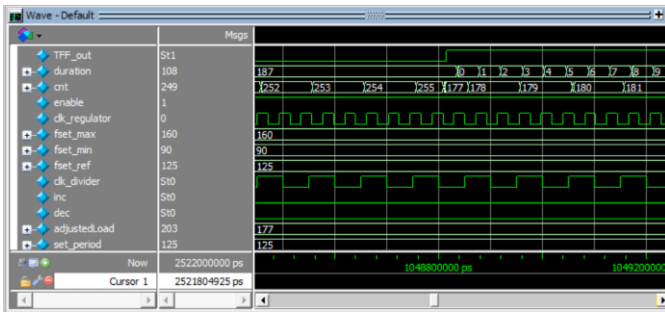 Wave - Default
Msgs
TFF_out St1
duration 108 187 0 1 2 3 4 5 6 7 8 9
cnt 249 252 253 254 255 177 178 179 180 181
enable 1
clk_regulator 0
fset_max 160 160
fset_min 90 90
fset_ref 125 125
clk_divider St0
inc St0
dec St0
adjustedLoad 203 177
set_period 125 125
Now 2522000000 ps 1048800000 ps 1049200000
Cursor 1 2521804925 ps